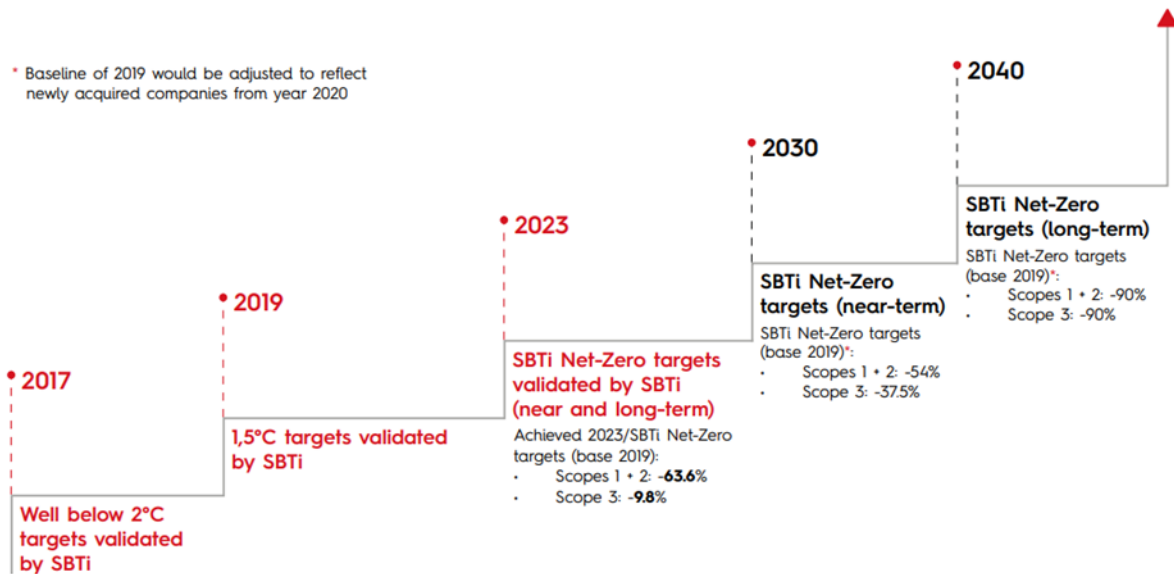 * Baseline of 2019 would be adjusted to reflect
newly acquired companies from year 2020
2017
Well below 2°C
targets validated
by SBTi
2019
1,5°C targets validated
by SBTi
2023
SBTi Net-Zero targets
validated by SBTi
(near and long-term)
Achieved 2023/SBTi Net-Zero
targets (base 2019):
• Scopes 1 + 2: -63.6%
• Scope 3: -9.8%
2030
SBTi Net-Zero
targets (near-term)
SBTi Net-Zero targets
(base 2019)*:
• Scopes 1 + 2: -54%
• Scope 3: -37.5%
2040
SBTi Net-Zero
targets (long-term)
SBTi Net-Zero targets
(base 2019)*:
• Scopes 1 + 2: -90%
• Scope 3: -90%